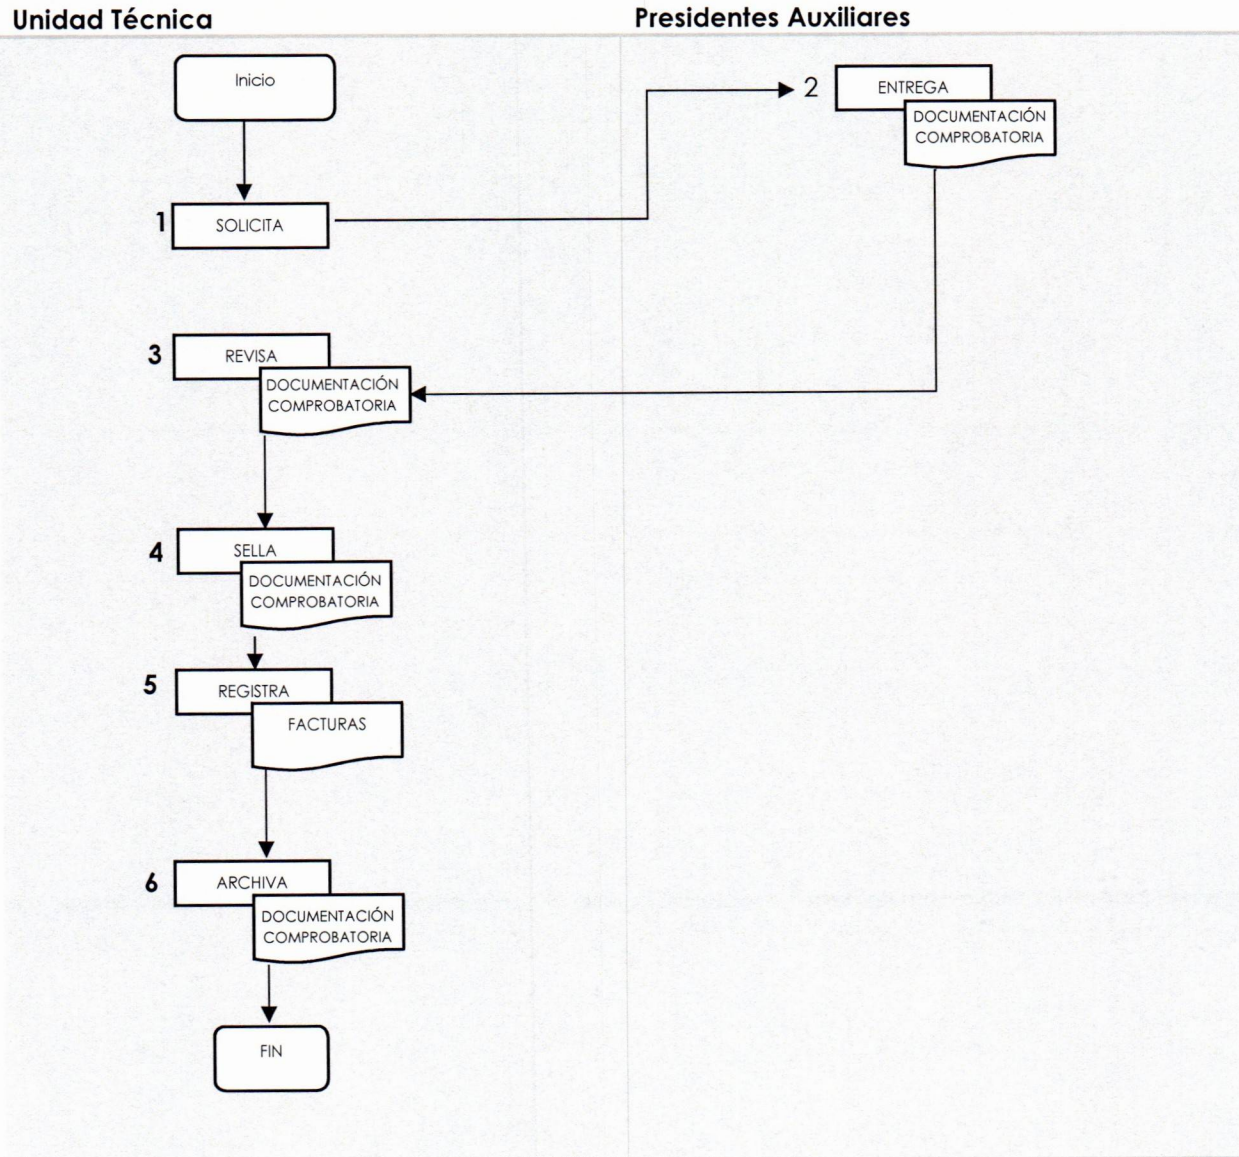 Unidad Técnica
Presidentes Auxiliares
Inicio
2
ENTREGA
DOCUMENTACIÓN
COMPROBATORIA
1
SOLICITA
3
REVISA
DOCUMENTACIÓN
COMPROBATORIA
4
SELLA
DOCUMENTACIÓN
COMPROBATORIA
5
REGISTRA
FACTURAS
6
ARCHIVA
DOCUMENTACIÓN
COMPROBATORIA
FIN